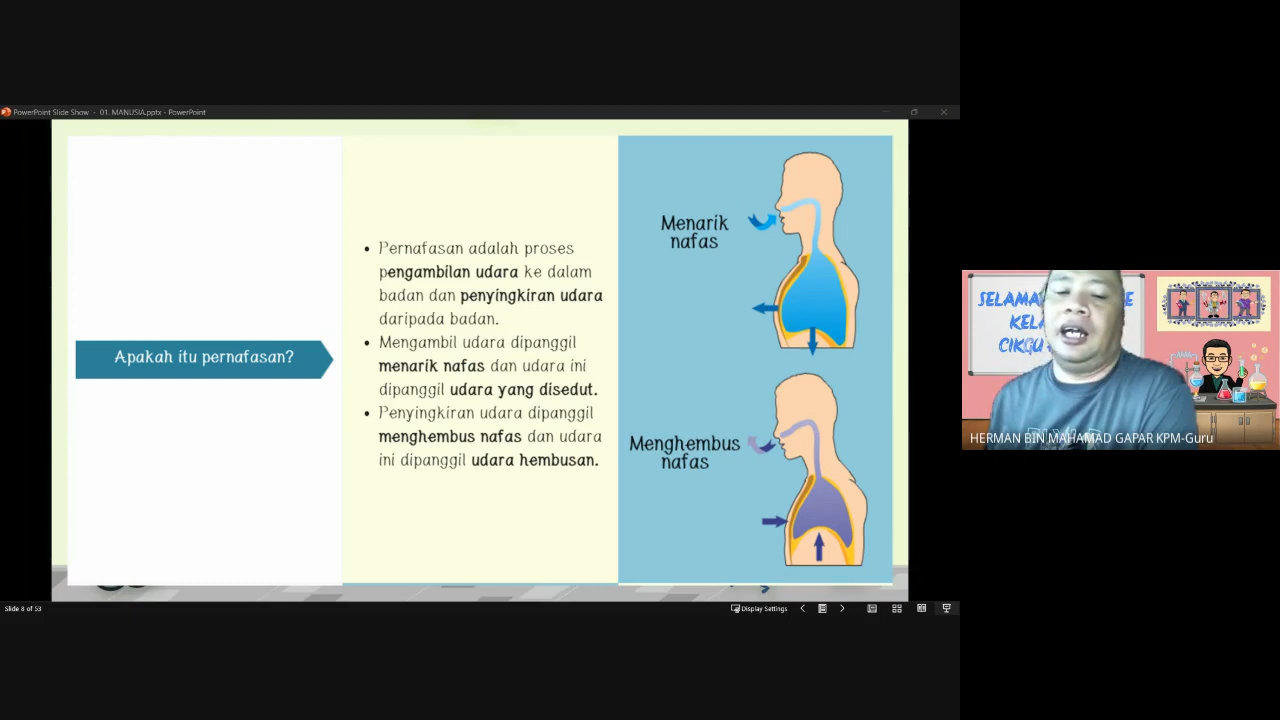 PowerPoint Slide Show - 01. MANUSIA.pptx - PowerPoint
Apakah itu pernafasan?
• Pernafasan adalah proses
pengambilan udara ke dalam
badan dan penyingkiran udara
daripada badan.
• Mengambil udara dipanggil
menarik nafas dan udara ini
dipanggil udara yang disedut.
• Penyingkiran udara dipanggil
menghembus nafas dan udara
ini dipanggil udara hembusan.
Menarik
nafas
Menghembus
nafas
SELAMA
E
KELA
CIKGU
HERMAN BIN MAHAMAD GAPAR KPM-Guru
Slide 8 of 53
Display Settings